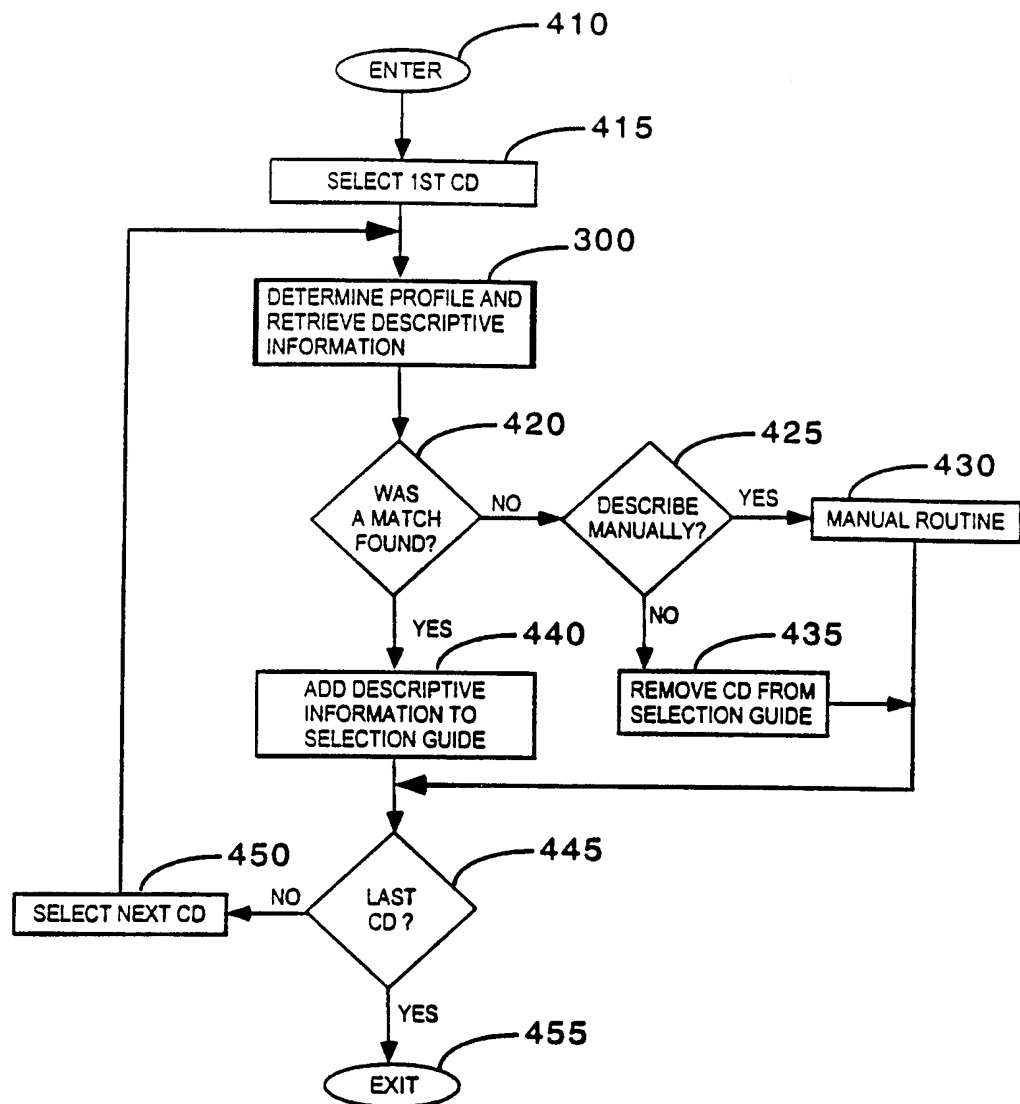 410
ENTER
415
SELECT 1ST CD
300
DETERMINE PROFILE AND
RETRIEVE DESCRIPTIVE
INFORMATION
420
WAS
A MATCH
FOUND?
NO
425
DESCRIBE
MANUALLY?
YES
430
MANUAL ROUTINE
NO
435
REMOVE CD FROM
SELECTION GUIDE
YES
440
ADD DESCRIPTIVE
INFORMATION TO
SELECTION GUIDE
445
LAST
CD ?
NO
450
SELECT NEXT CD
YES
455
EXIT